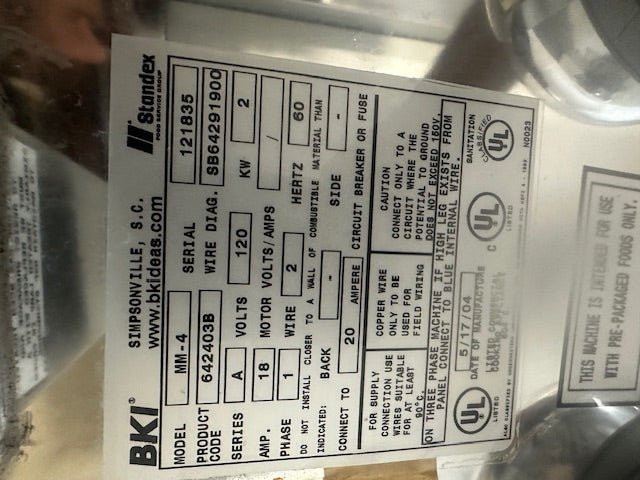 BKI®
SIMPSONVILLE, S.C.
www.bkideas.com
Standex
FOOD SERVICE GROUP
MODEL MM-4 SERIAL 121835
PRODUCT CODE 642403B WIRE DIAG. SB64291900
SERIES A VOLTS 120 KW 2
AMP. 18 MOTOR VOLTS/AMPS /
PHASE 1 WIRE 2 HERTZ 60
DO NOT INSTALL CLOSER TO A WALL OF COMBUSTIBLE MATERIAL THAN
INDICATED: BACK - SIDE -
CONNECT TO 20 AMPERE CIRCUIT BREAKER OR FUSE
FOR SUPPLY
CONNECTION USE
WIRES SUITABLE
FOR AT LEAST
90°C.
COPPER WIRE
ONLY TO BE
USED FOR
FIELD WIRING
CAUTION
CONNECT ONLY TO A
CIRCUIT WHERE THE
POTENTIAL TO GROUND
DOES NOT EXCEED 150V.
ON THREE PHASE MACHINE IF HIGH LEG EXISTS FROM
PANEL CONNECT TO BLUE INTERNAL WIRE.
UL
LISTED
5/17/04
DATE OF MANUFACTURE
C UL
LISTED
SANITATION
CLASSIFIED
UL
N0023
THIS MACHINE IS INTENDED FOR USE
WITH PRE-PACKAGED FOODS ONLY.